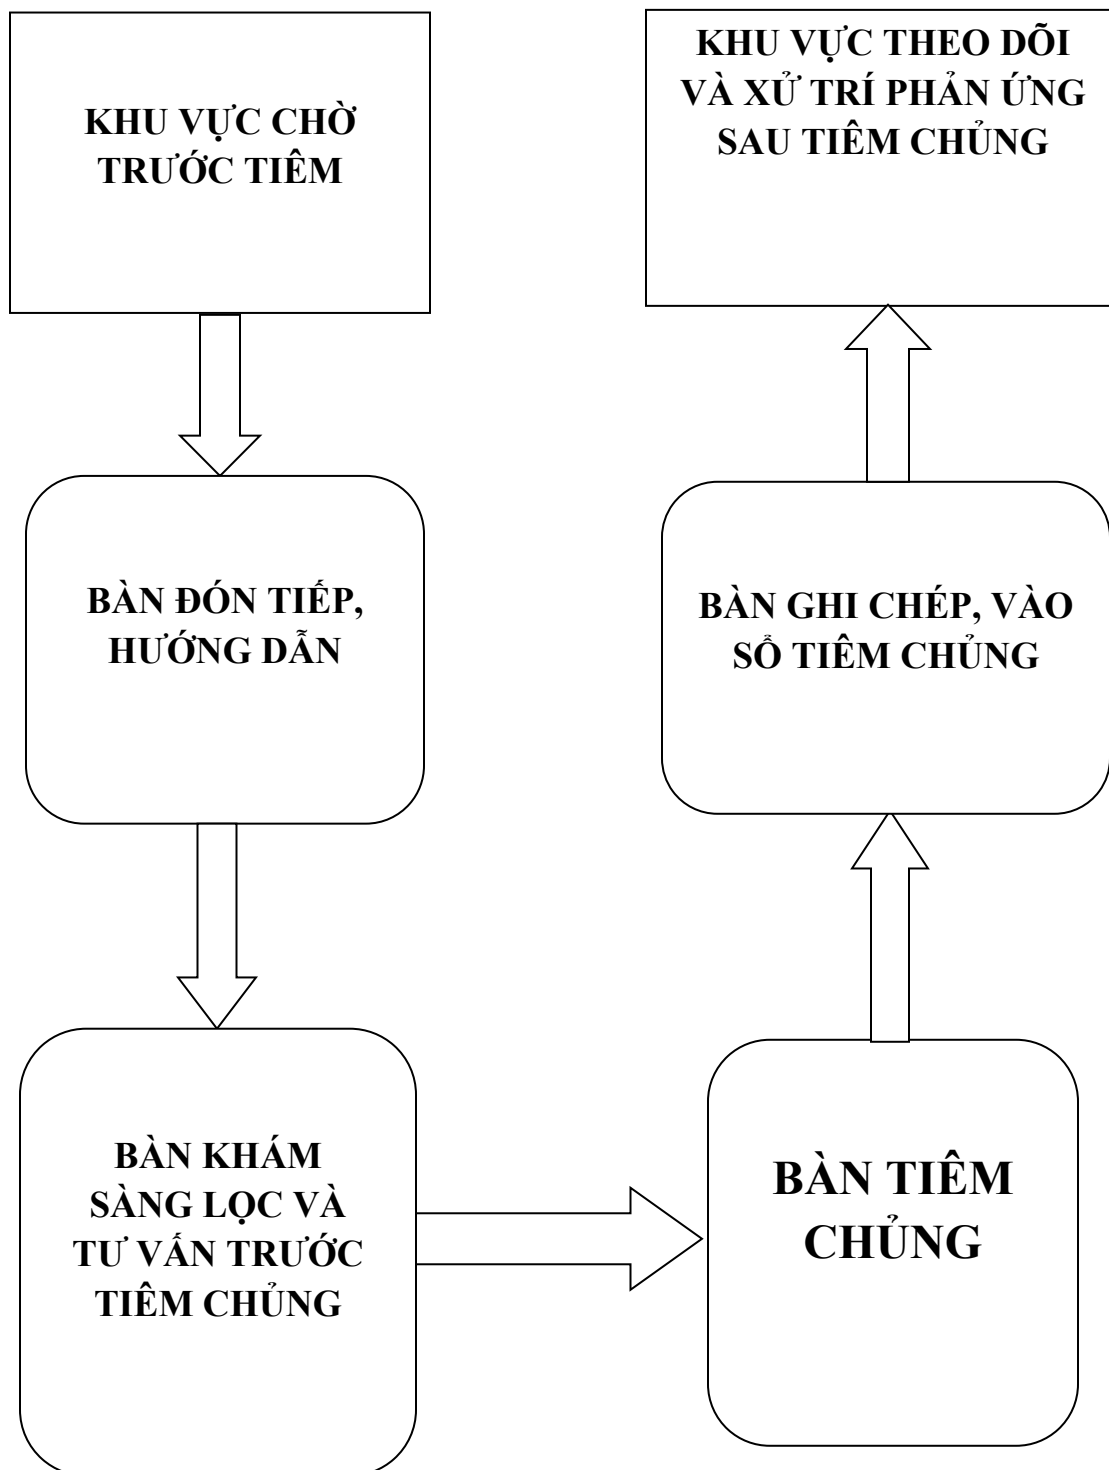 KHU VỰC CHỜ
TRƯỚC TIÊM
BÀN ĐÓN TIẾP,
HƯỚNG DẪN
BÀN KHÁM
SÀNG LỌC VÀ
TƯ VẤN TRƯỚC
TIÊM CHỦNG
BÀN TIÊM
CHỦNG
BÀN GHI CHÉP, VÀO
SỔ TIÊM CHỦNG
KHU VỰC THEO DÕI
VÀ XỬ TRÍ PHẢN ỨNG
SAU TIÊM CHỦNG